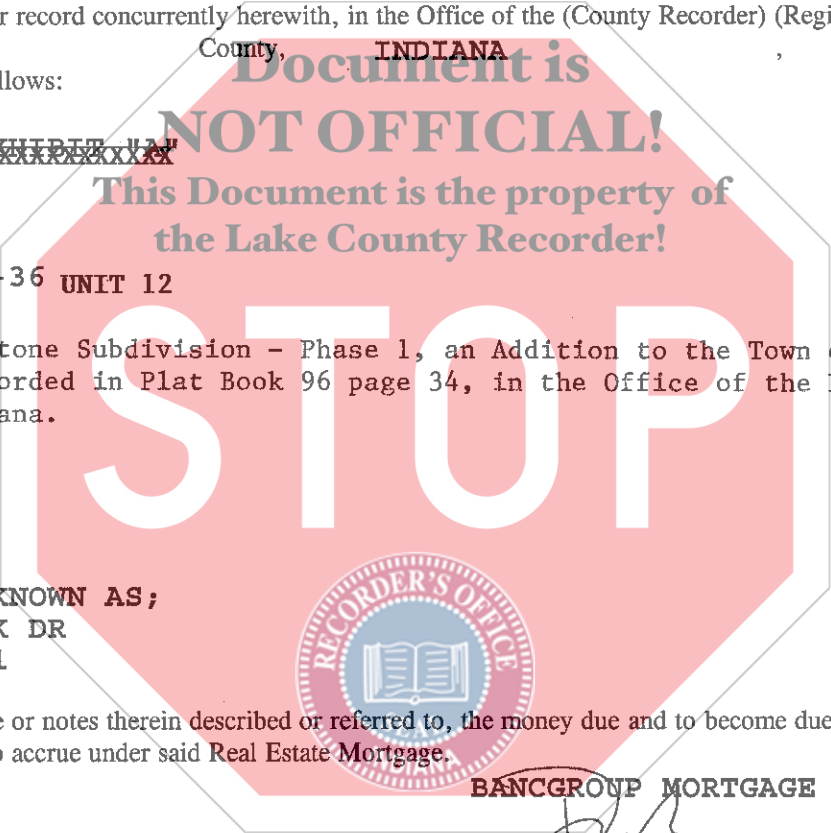 r record concurrently herewith, in the Office of the (County Recorder) (Regi
County, INDIANA ,
llows:
Document is
NOT OFFICIAL!
This Document is the property of
the Lake County Recorder!
-36 UNIT 12
tone Subdivision - Phase 1, an Addition to the Town
orded in Plat Book 96 page 34, in the Office of the
ana.
STOP
KNOWN AS;
K DR
RECORDER'S OFFICE
SEAL
INDIANA
e or notes therein described or referred to, the money due and to become due
o accrue under said Real Estate Mortgage.
BANCGROUP MORTGAGE